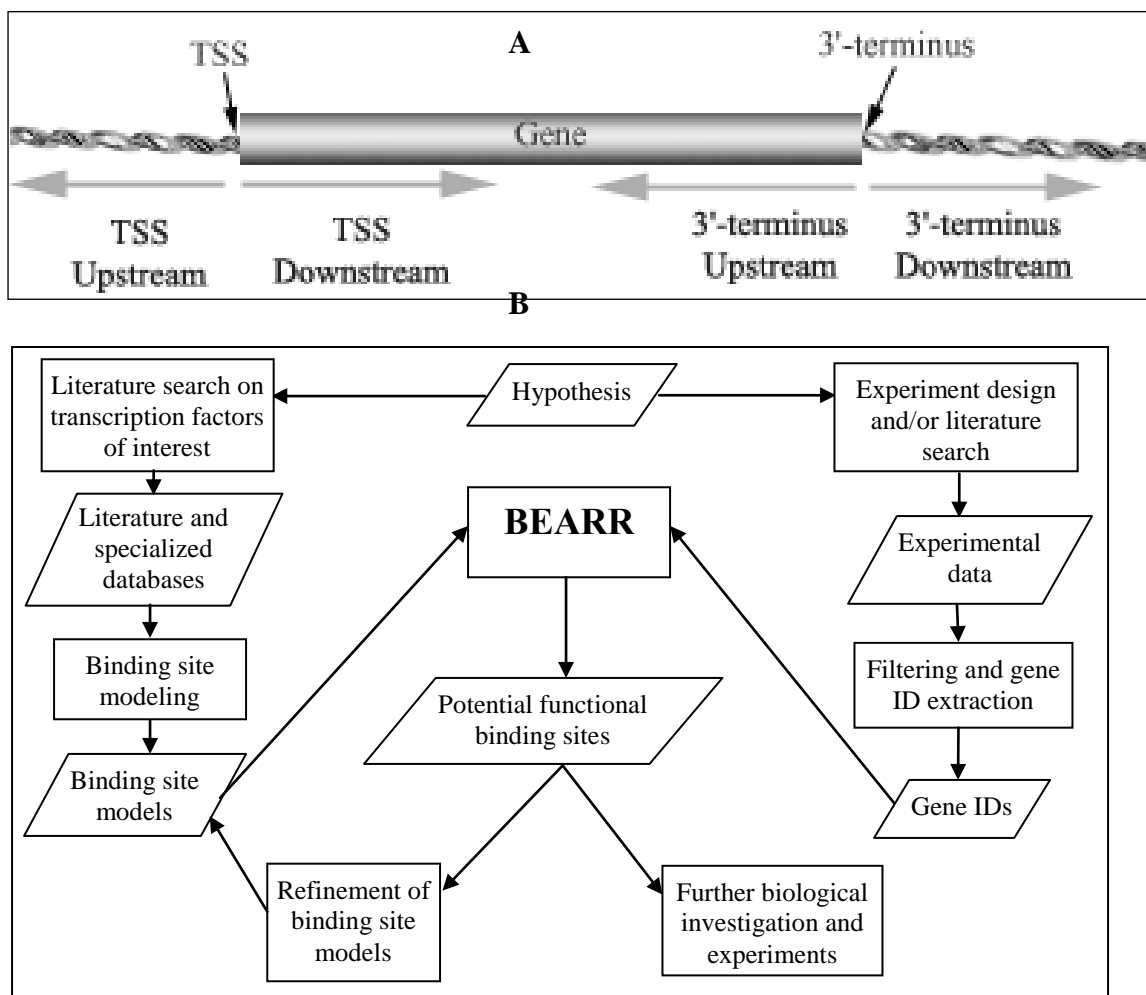 A
TSS
3'-terminus
Gene
TSS
Upstream
TSS
Downstream
3'-terminus
Upstream
3'-terminus
Downstream
B
Literature search on
transcription factors
of interest
Hypothesis
Experiment design
and/or literature
search
Literature and
specialized
databases
BEARR
Experimental
data
Binding site
modeling
Filtering and gene
ID extraction
Potential functional
binding sites
Binding site
models
Gene IDs
Refinement of
binding site
models
Further biological
investigation and
experiments